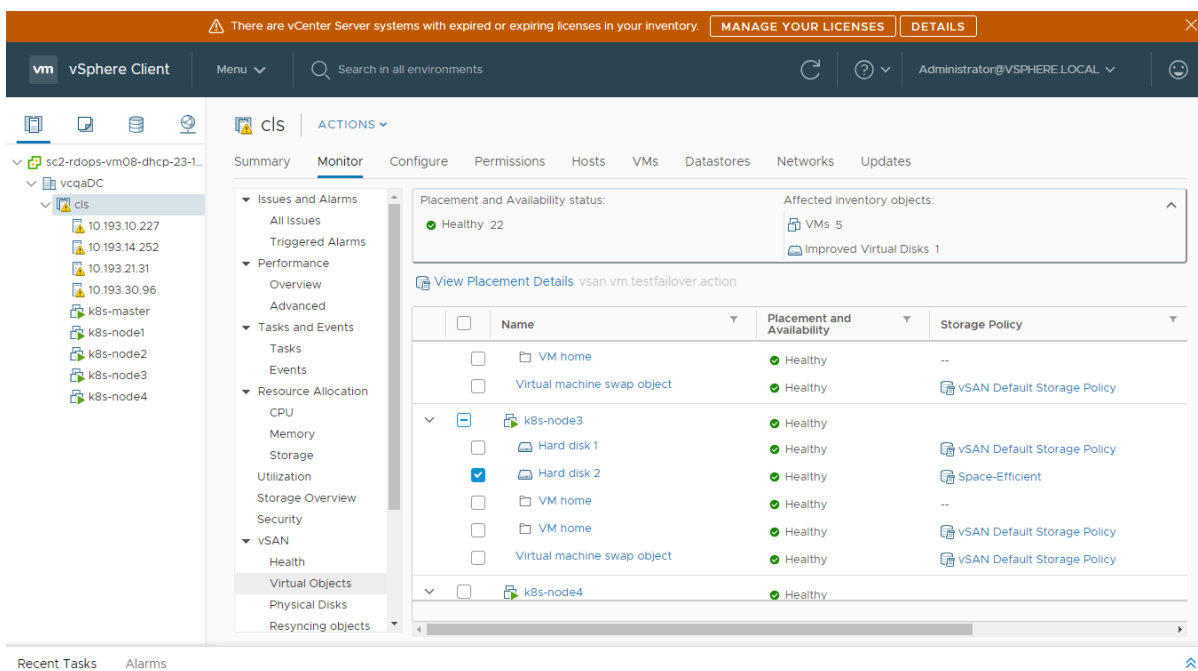 There are vCenter Server systems with expired or expiring licenses in your inventory. MANAGE YOUR LICENSES DETAILS
vm vSphere Client Menu Search in all environments Administrator@VSPHERE.LOCAL
cls ACTIONS
Summary Monitor Configure Permissions Hosts VMs Datastores Networks Updates
sc2-rdops-vm08-dhcp-23-1...
vcqaDC
cls
10.193.10.227
10.193.14.252
10.193.21.31
10.193.30.96
k8s-master
k8s-node1
k8s-node2
k8s-node3
k8s-node4
Issues and Alarms
All Issues
Triggered Alarms
Performance
Overview
Advanced
Tasks and Events
Tasks
Events
Resource Allocation
CPU
Memory
Storage
Utilization
Storage Overview
Security
vSAN
Health
Virtual Objects
Physical Disks
Resyncing objects
Placement and Availability status:
Healthy 22
Affected inventory objects:
VMs 5
Improved Virtual Disks 1
View Placement Details vsan.vm.testfailover.action
Name Placement and Availability Storage Policy
VM home Healthy --
Virtual machine swap object Healthy vSAN Default Storage Policy
k8s-node3 Healthy
Hard disk 1 Healthy vSAN Default Storage Policy
Hard disk 2 Healthy Space-Efficient
VM home Healthy --
VM home Healthy vSAN Default Storage Policy
Virtual machine swap object Healthy vSAN Default Storage Policy
k8s-node4 Healthy
Recent Tasks Alarms